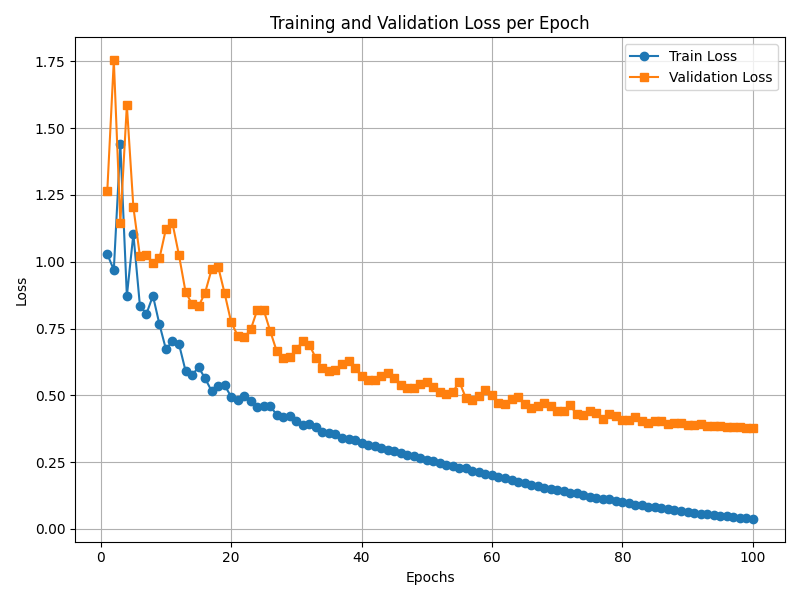 Training and Validation Loss per Epoch
Train Loss
Validation Loss
1.75
1.50
1.25
1.00
0.75
0.50
0.25
0.00
Loss
0 20 40 60 80 100
Epochs